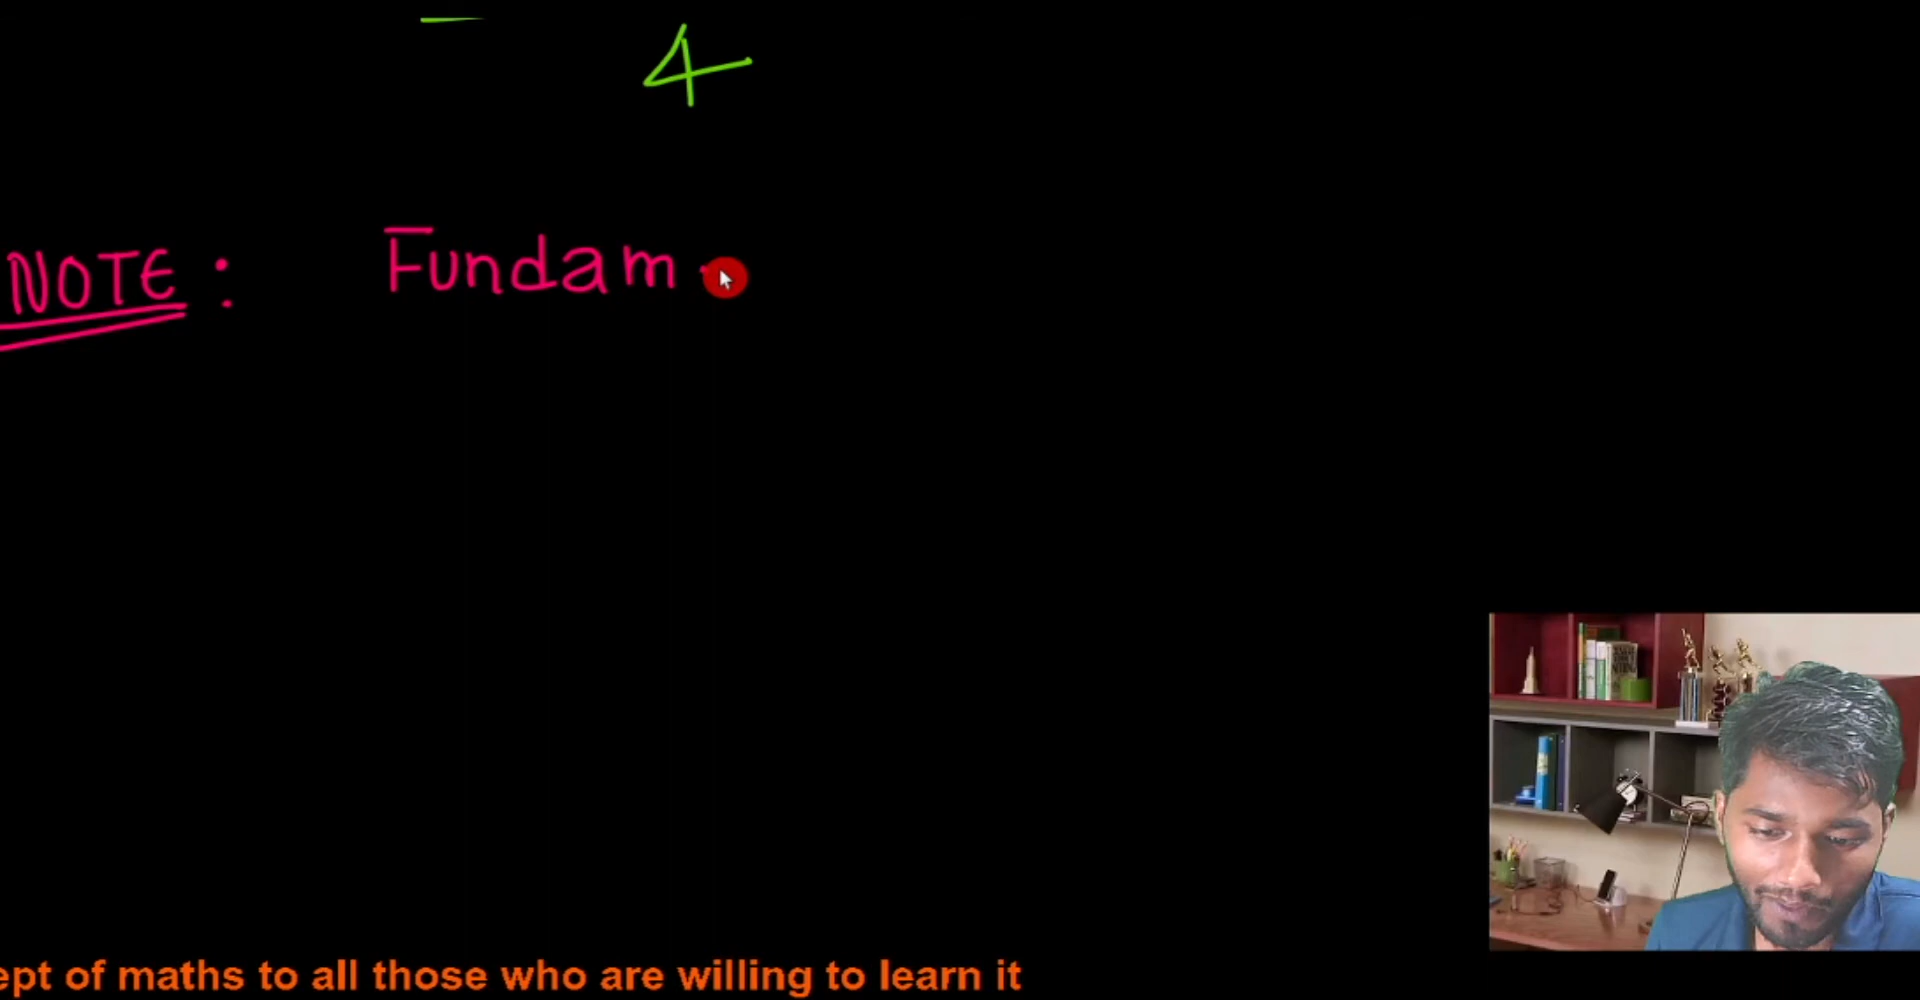 4
NOTE: Fundam
ept of maths to all those who are willing to learn it